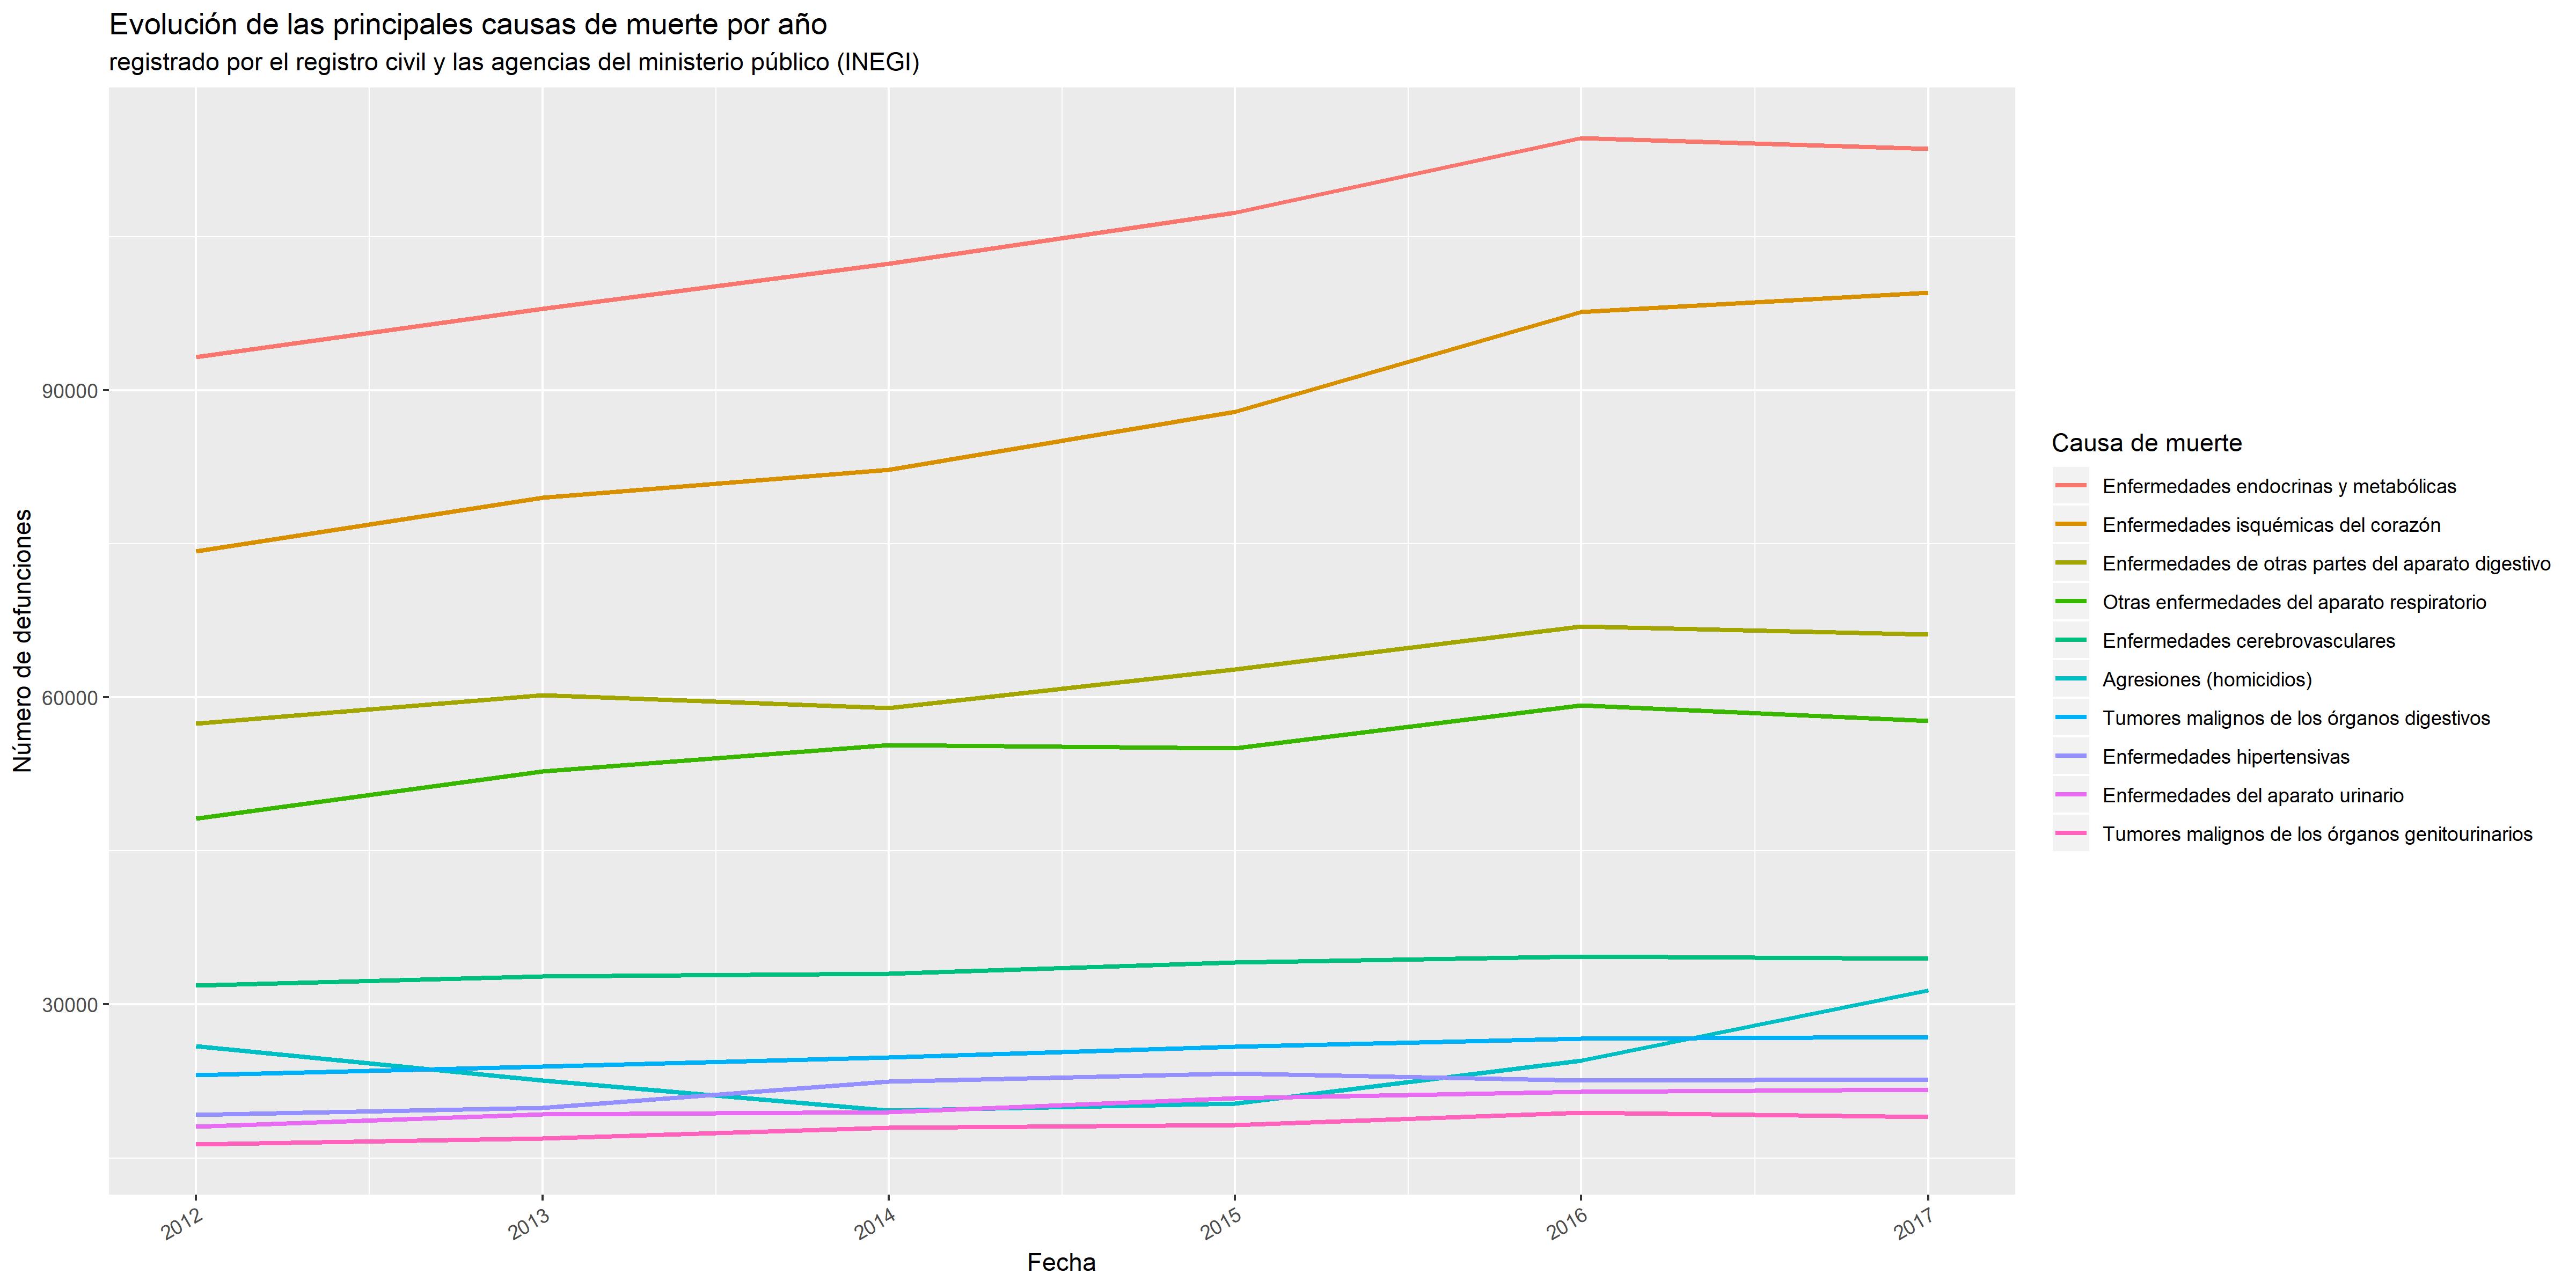 Evolución de las principales causas de muerte por año
registrado por el registro civil y las agencias del ministerio público (INEGI)
Número de defunciones
90000
60000
30000
2012
2013
2014
2015
2016
2017
Fecha
Causa de muerte
Enfermedades endocrinas y metabólicas
Enfermedades isquémicas del corazón
Enfermedades de otras partes del aparato digestivo
Otras enfermedades del aparato respiratorio
Enfermedades cerebrovasculares
Agresiones (homicidios)
Tumores malignos de los órganos digestivos
Enfermedades hipertensivas
Enfermedades del aparato urinario
Tumores malignos de los órganos genitourinarios